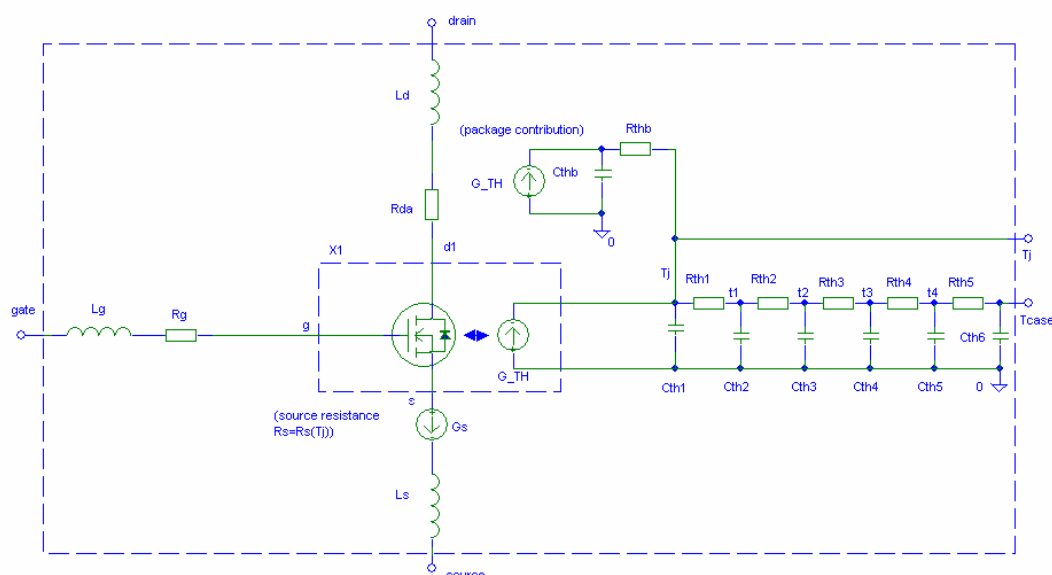 drain
Ld
(package contribution)
Rthb
G_TH
Cthb
Rda
0
X1
d1
Tj
Tj
Rth1
t1
Rth2
t2
Rth3
t3
Rth4
t4
Rth5
gate
Lg
Rg
g
Tcase
Cth6
G_TH
Cth1
Cth2
Cth3
Cth4
Cth5
0
s
(source resistance
Rs=Rs(Tj))
Gs
Ls
source